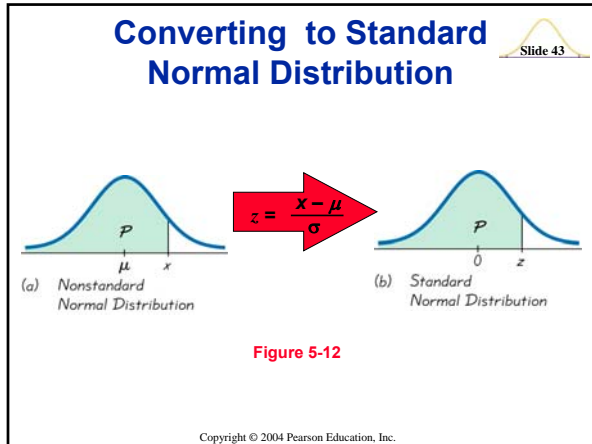 Converting to Standard
Normal Distribution
Slide 43
P
μ x
z = x – μ
σ
P
0 z
(a) Nonstandard
Normal Distribution
(b) Standard
Normal Distribution
Figure 5-12
Copyright © 2004 Pearson Education, Inc.